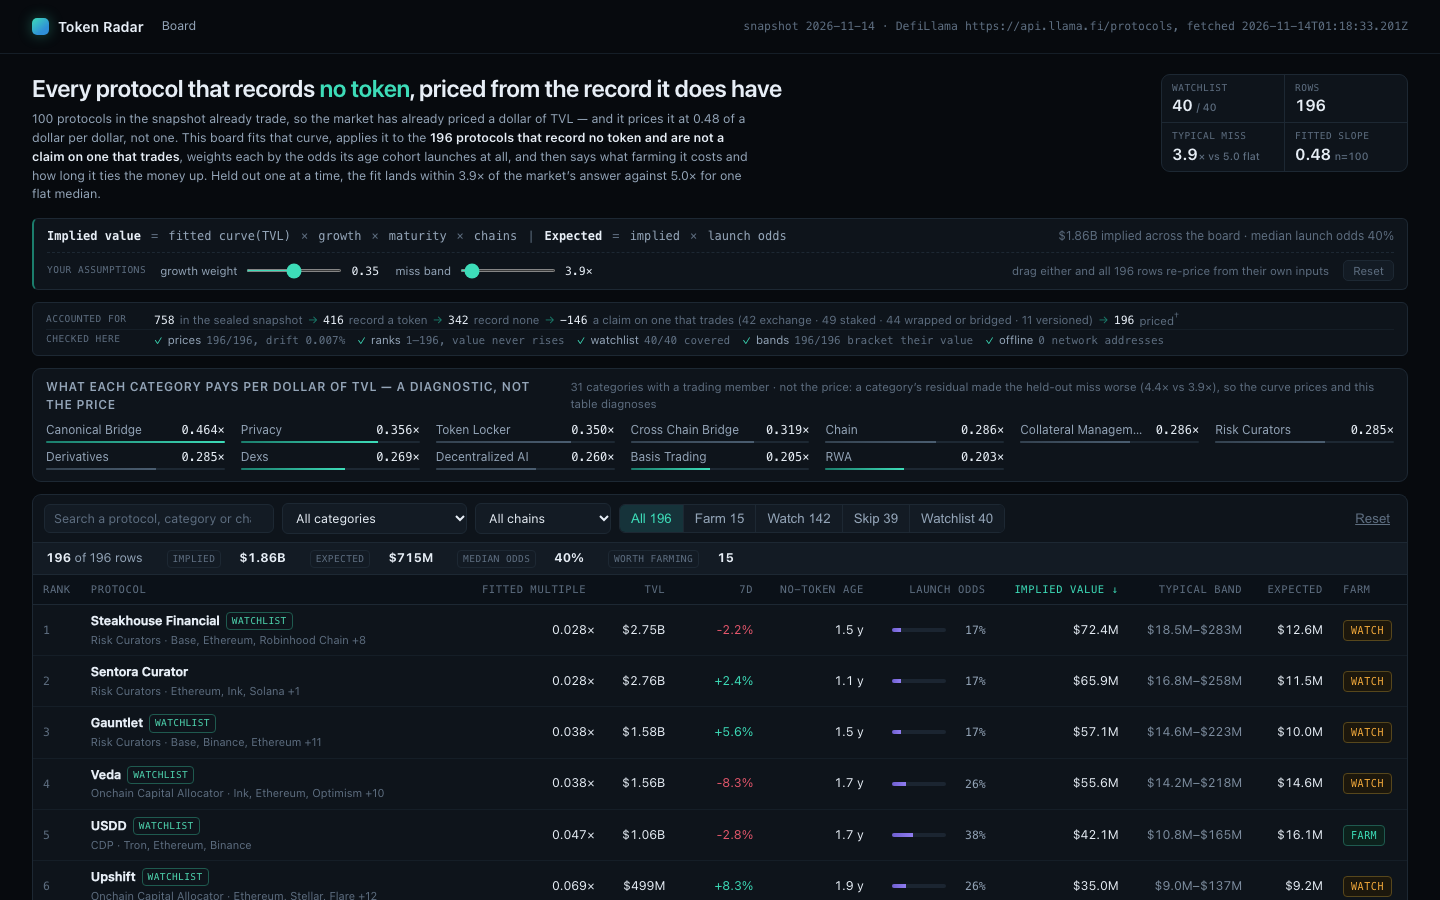 Token Radar Board snapshot 2026-11-14 · DefiLlama https://api.llama.fi/protocols, fetched 2026-11-14T01:18:33.201Z
Every protocol that records no token, priced from the record it does have
100 protocols in the snapshot already trade, so the market has already priced a dollar of TVL — and it prices it at 0.48 of a
dollar per dollar, not one. This board fits that curve, applies it to the 196 protocols that record no token and are not a
claim on one that trades, weights each by the odds its age cohort launches at all, and then says what farming it costs and
how long it ties the money up. Held out one at a time, the fit lands within 3.9× of the market's answer against 5.0× for one
flat median.
WATCHLIST ROWS
40 / 40 196
TYPICAL MISS FITTED SLOPE
3.9× vs 5.0 flat 0.48 n=100
Implied value = fitted curve(TVL) × growth × maturity × chains | Expected = implied × launch odds $1.86B implied across the board · median launch odds 40%
YOUR ASSUMPTIONS growth weight 0.35 miss band 3.9× drag either and all 196 rows re-price from their own inputs Reset
ACCOUNTED FOR 758 in the sealed snapshot → 416 record a token → 342 record none → −146 a claim on one that trades (42 exchange · 49 staked · 44 wrapped or bridged · 11 versioned) → 196 priced†
CHECKED HERE ✓ prices 196/196, drift 0.007% ✓ ranks 1–196, value never rises ✓ watchlist 40/40 covered ✓ bands 196/196 bracket their value ✓ offline 0 network addresses
WHAT EACH CATEGORY PAYS PER DOLLAR OF TVL — A DIAGNOSTIC, NOT
THE PRICE
31 categories with a trading member · not the price: a category's residual made the held-out miss worse (4.4× vs 3.9×), so the curve prices and this
table diagnoses
Canonical Bridge 0.464× Privacy 0.356× Token Locker 0.350× Cross Chain Bridge 0.319× Chain 0.286× Collateral Managem… 0.286× Risk Curators 0.285×
Derivatives 0.285× Dexs 0.269× Decentralized AI 0.260× Basis Trading 0.205× RWA 0.203×
Search a protocol, category or cha All categories All chains All 196 Farm 15 Watch 142 Skip 39 Watchlist 40 Reset
196 of 196 rows IMPLIED $1.86B EXPECTED $715M MEDIAN ODDS 40% WORTH FARMING 15
RANK PROTOCOL FITTED MULTIPLE TVL 7D NO-TOKEN AGE LAUNCH ODDS IMPLIED VALUE ↓ TYPICAL BAND EXPECTED FARM
1 Steakhouse Financial WATCHLIST 0.028× $2.75B -2.2% 1.5 y 17% $72.4M $18.5M–$283M $12.6M WATCH
Risk Curators · Base, Ethereum, Robinhood Chain +8
2 Sentora Curator 0.028× $2.76B +2.4% 1.1 y 17% $65.9M $16.8M–$258M $11.5M WATCH
Risk Curators · Ethereum, Ink, Solana +1
3 Gauntlet WATCHLIST 0.038× $1.58B +5.6% 1.5 y 17% $57.1M $14.6M–$223M $10.0M WATCH
Risk Curators · Base, Binance, Ethereum +11
4 Veda WATCHLIST 0.038× $1.56B -8.3% 1.7 y 26% $55.6M $14.2M–$218M $14.6M WATCH
Onchain Capital Allocator · Ink, Ethereum, Optimism +10
5 USDD WATCHLIST 0.047× $1.06B -2.8% 1.7 y 38% $42.1M $10.8M–$165M $16.1M FARM
CDP · Tron, Ethereum, Binance
6 Upshift WATCHLIST 0.069× $499M +8.3% 1.9 y 26% $35.0M $9.0M–$137M $9.2M WATCH
Onchain Capital Allocator · Ethereum, Stellar, Flare +12